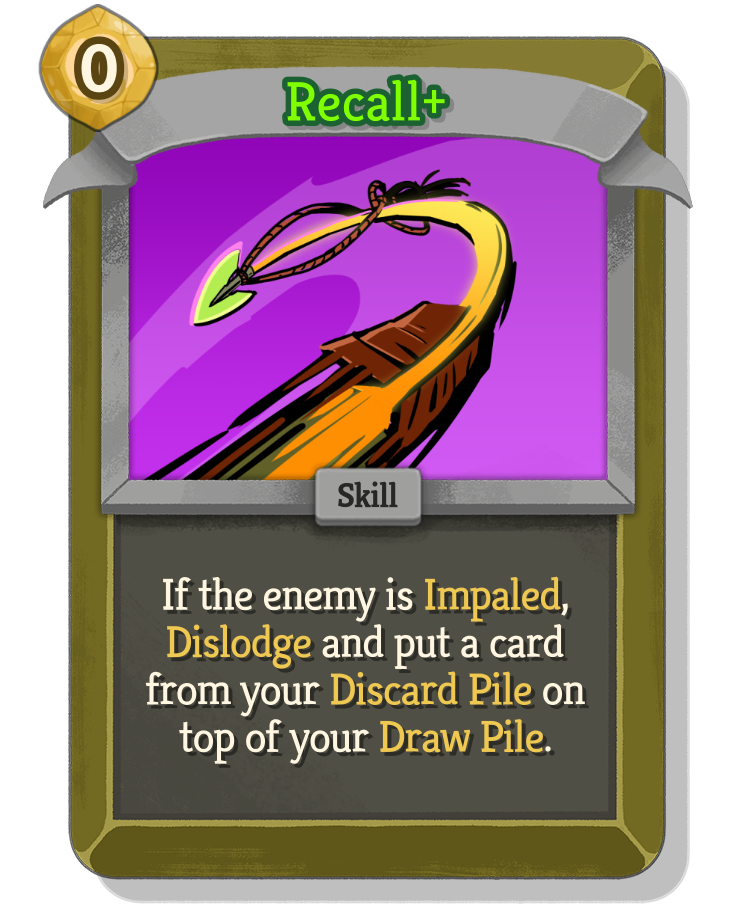 0
Recall+
Skill
If the enemy is Impaled,
Dislodge and put a card
from your Discard Pile on
top of your Draw Pile.